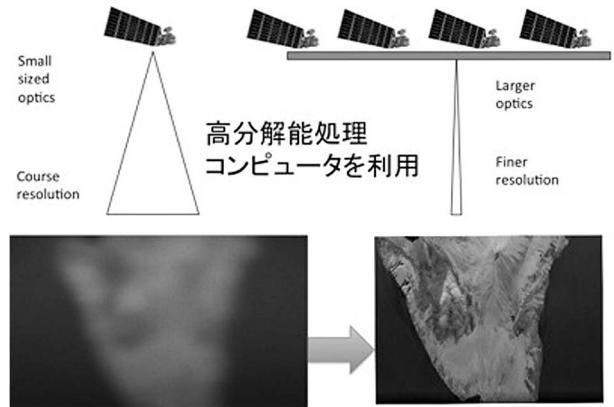 Small
sized
optics
Larger
optics
高分解能処理
コンピュータを利用
Course
resolution
Finer
resolution